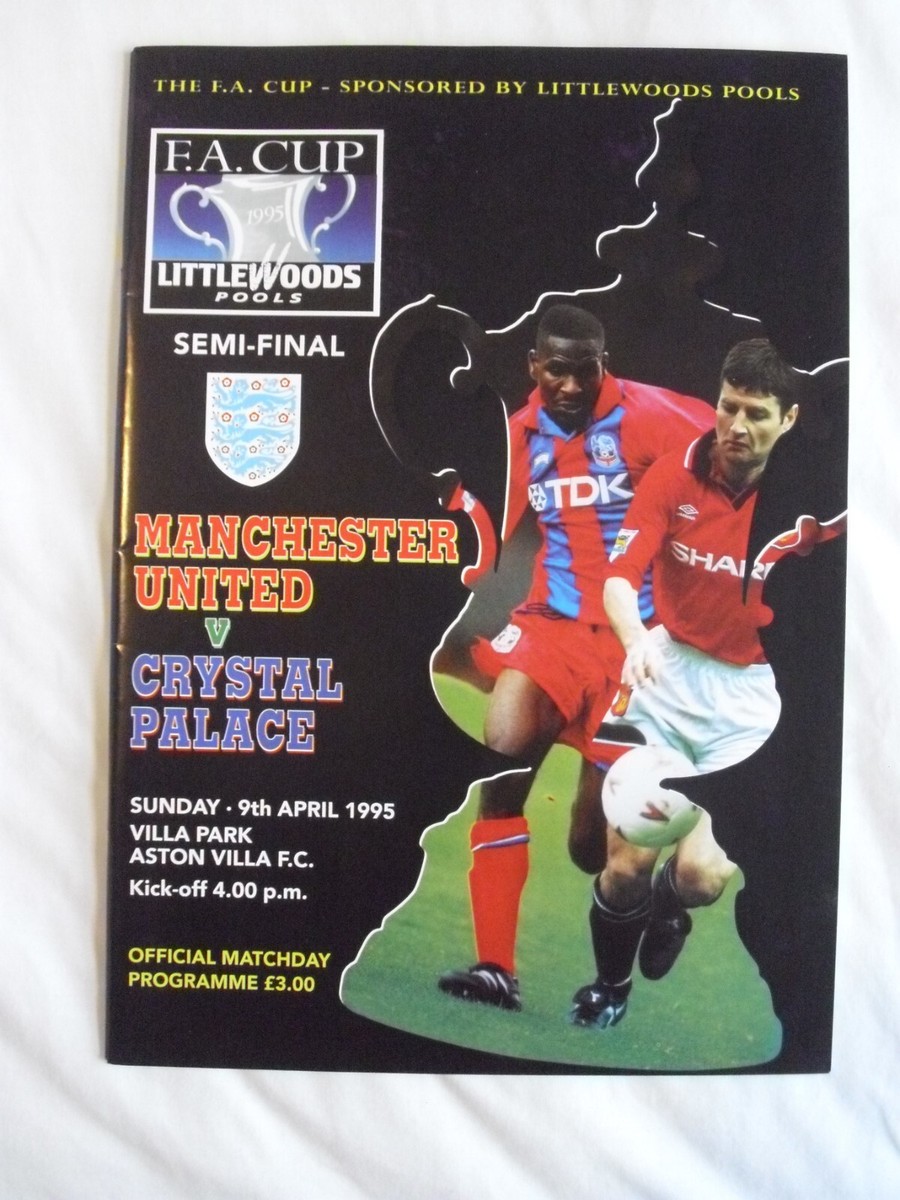 THE F.A. CUP - SPONSORED BY LITTLEWOODS POOLS
F.A. CUP
1995
LITTLEWOODS
POOLS
SEMI-FINAL
MANCHESTER
UNITED
V
CRYSTAL
PALACE
TDK
SHARP
SUNDAY · 9th APRIL 1995
VILLA PARK
ASTON VILLA F.C.
Kick-off 4.00 p.m.
OFFICIAL MATCHDAY
PROGRAMME £3.00